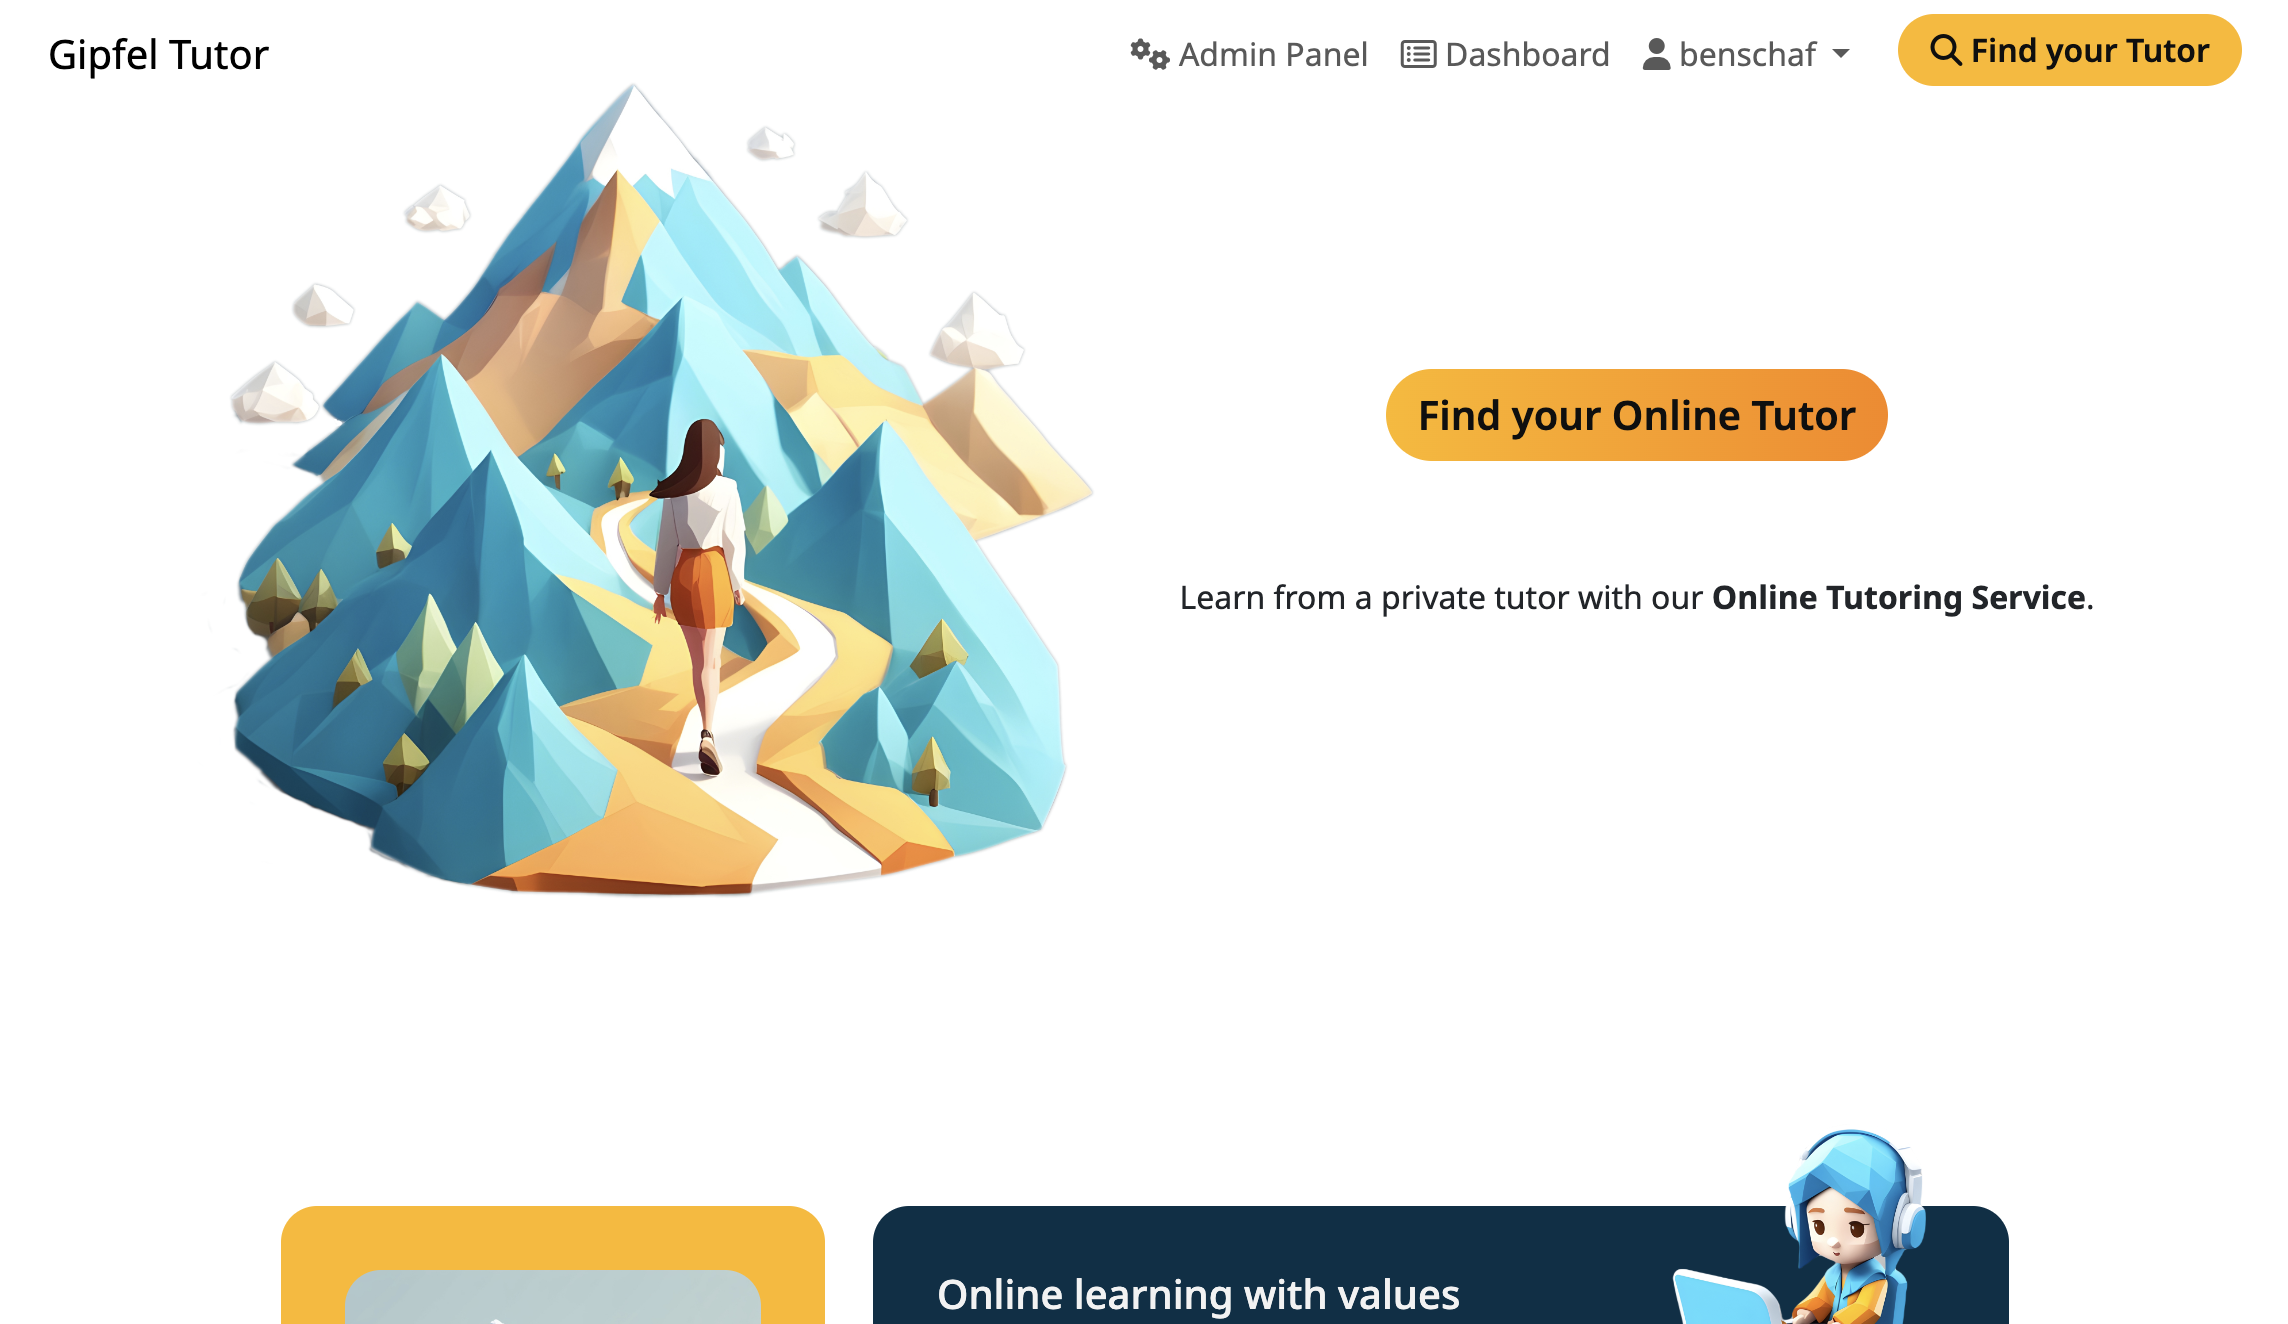 Gipfel Tutor
Admin Panel
Dashboard
benschaf
Find your Tutor
Find your Online Tutor
Learn from a private tutor with our Online Tutoring Service.
Online learning with values